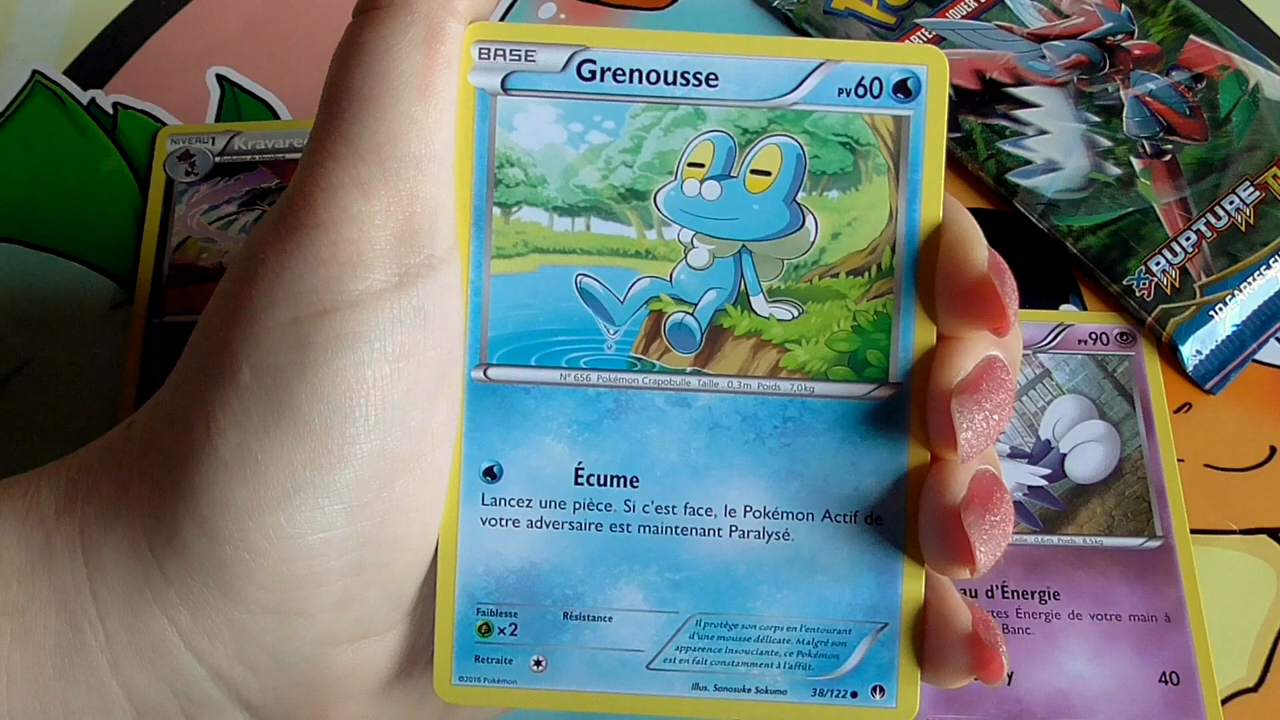 BASE
Grenousse
PV60
N° 656 Pokémon Crapobulle Taille : 0,3m Poids : 7,0kg
Écume
Lancez une pièce. Si c'est face, le Pokémon Actif de
votre adversaire est maintenant Paralysé.
Faiblesse
×2
Résistance
Retraite
Il protège son corps en l'entourant
d'une mousse délicate. Malgré son
apparence insouciante, ce Pokémon
est en fait constamment à l'affût.
©2016 Pokémon
Illus. Sanosuke Sakuma
38/122
NIVEAU1
RUPTURE
10 CARTES
PV90
Taille : 0,6m Poids : 8,5kg
d'Énergie
Énergie de votre main à
Banc.
40